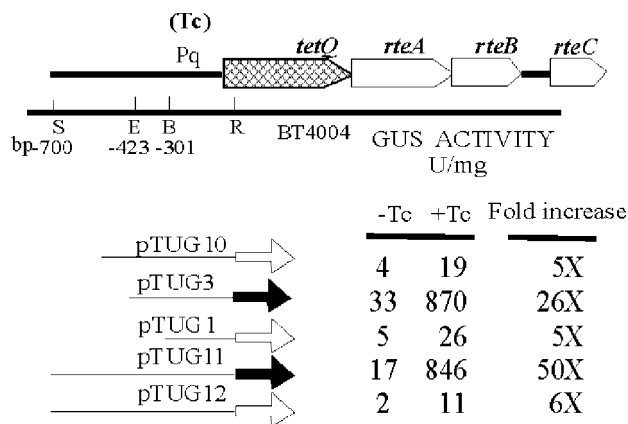 (Tc)
Pq tetQ rteA rteB rteC
S E B R BT4004 GUS ACTIVITY
bp-700 -423 -301 U/mg
-Tc +Tc Fold increase
pTUG10 4 19 5X
pTUG3 33 870 26X
pTUG1 5 26 5X
pTUG11 17 846 50X
pTUG12 2 11 6X